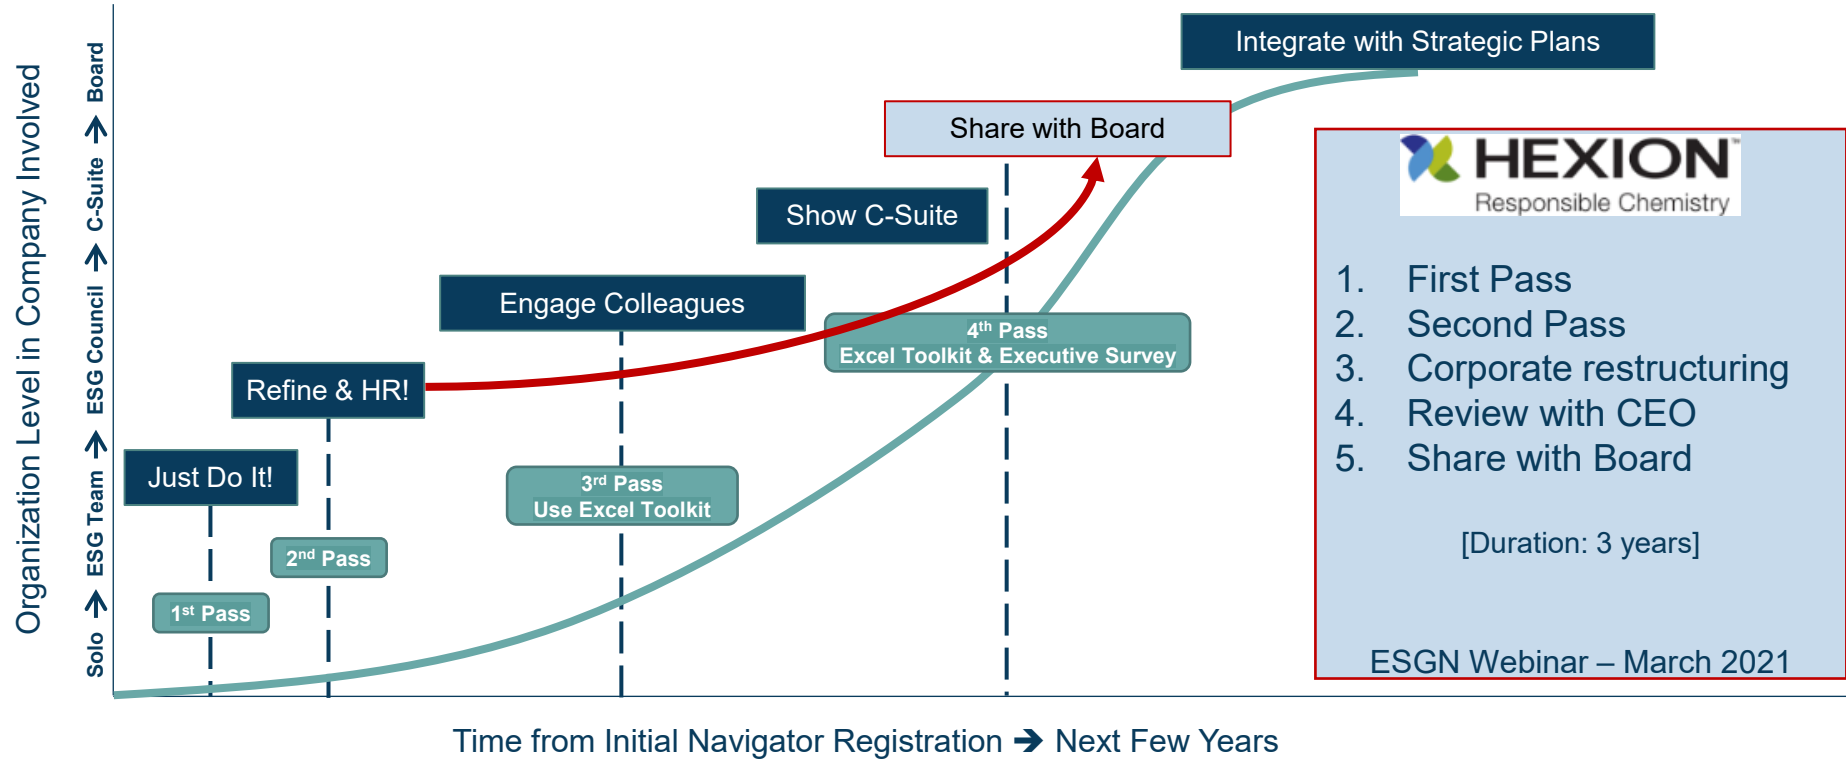 Integrate with Strategic Plans
Share with Board
Show C-Suite
Engage Colleagues
Refine & HR!
Just Do It!
1st Pass
2nd Pass
3rd Pass
Use Excel Toolkit
4th Pass
Excel Toolkit & Executive Survey
Organization Level in Company Involved
Solo → ESG Team → ESG Council → C-Suite → Board
Time from Initial Navigator Registration → Next Few Years
HEXION™
Responsible Chemistry
1. First Pass
2. Second Pass
3. Corporate restructuring
4. Review with CEO
5. Share with Board
[Duration: 3 years]
ESGN Webinar – March 2021